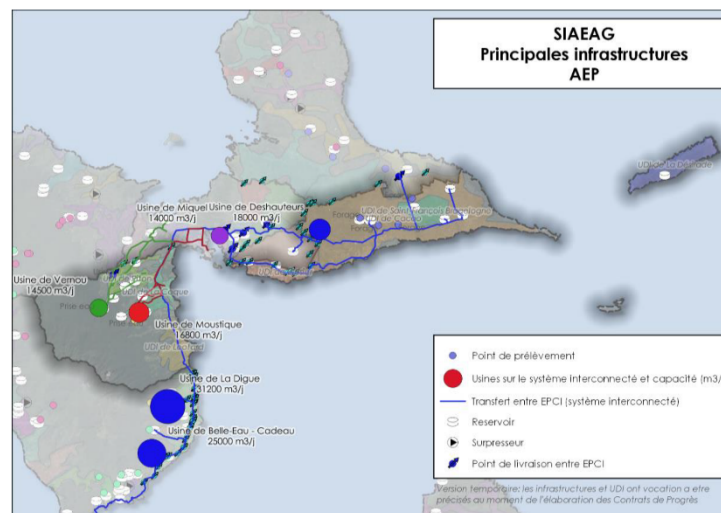 SIAEAG
Principales infrastructures
AEP
UDI de La Désirade
Usine de Miquel
14000 m3/j
Usine de Deshauteurs
18000 m3/j
Usine de Vernou
14500 m3/j
Usine de Moustique
16800 m3/j
Usine de La Digue
31200 m3/j
Usine de Belle-Eau - Cadeau
25000 m3/j
Point de prélèvement
Usines sur le système interconnecté et capacité (m3/
Transfert entre EPCI (système interconnecté)
Reservoir
Surpresseur
Point de livraison entre EPCI
Version temporaire: les infrastructures et UDI ont vocation a etre
précisés au moment de l'élaboration des Contrats de Progrès